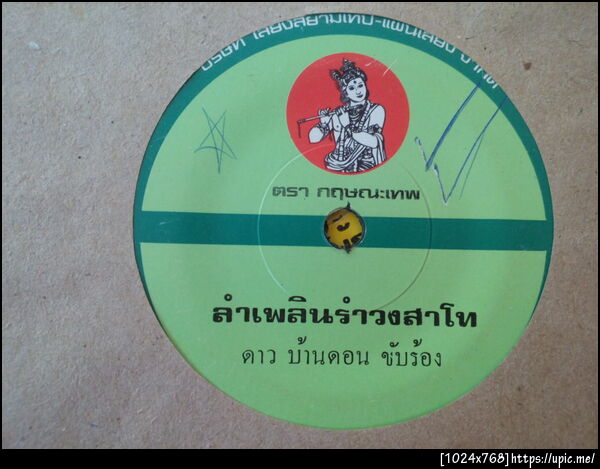 บริษัท เสียงสยามเทป-แผ่นเสียง จำกัด
ตรา กฤษณะเทพ
ลำเพลินรำวงสาโท
ดาว บ้านดอน ขับร้อง
[1024x768]https://upic.me/